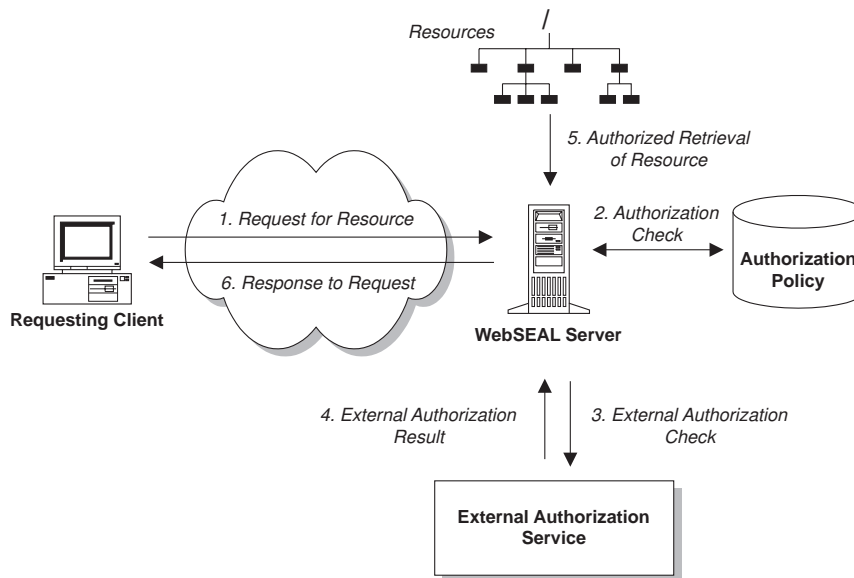 Resources
/
5. Authorized Retrieval
of Resource
1. Request for Resource
2. Authorization
Check
6. Response to Request
Authorization
Policy
Requesting Client
WebSEAL Server
4. External Authorization
Result
3. External Authorization
Check
External Authorization
Service